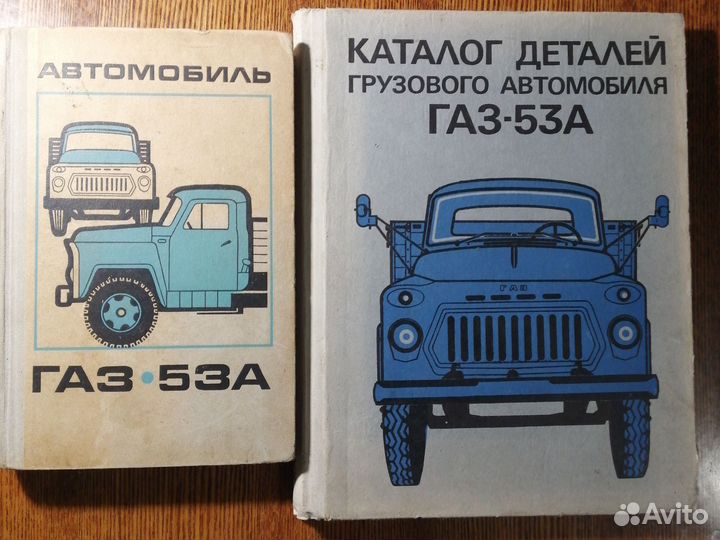 АВТОМОБИЛЬ
ГАЗ·53А
КАТАЛОГ ДЕТАЛЕЙ
ГРУЗОВОГО АВТОМОБИЛЯ
ГАЗ-53А
ГАЗ
Avito